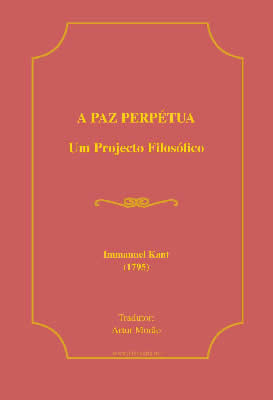 A PAZ PERPÉTUA
Um Projecto Filosófico
Immanuel Kant
(1795)
Tradutor:
Artur Morão